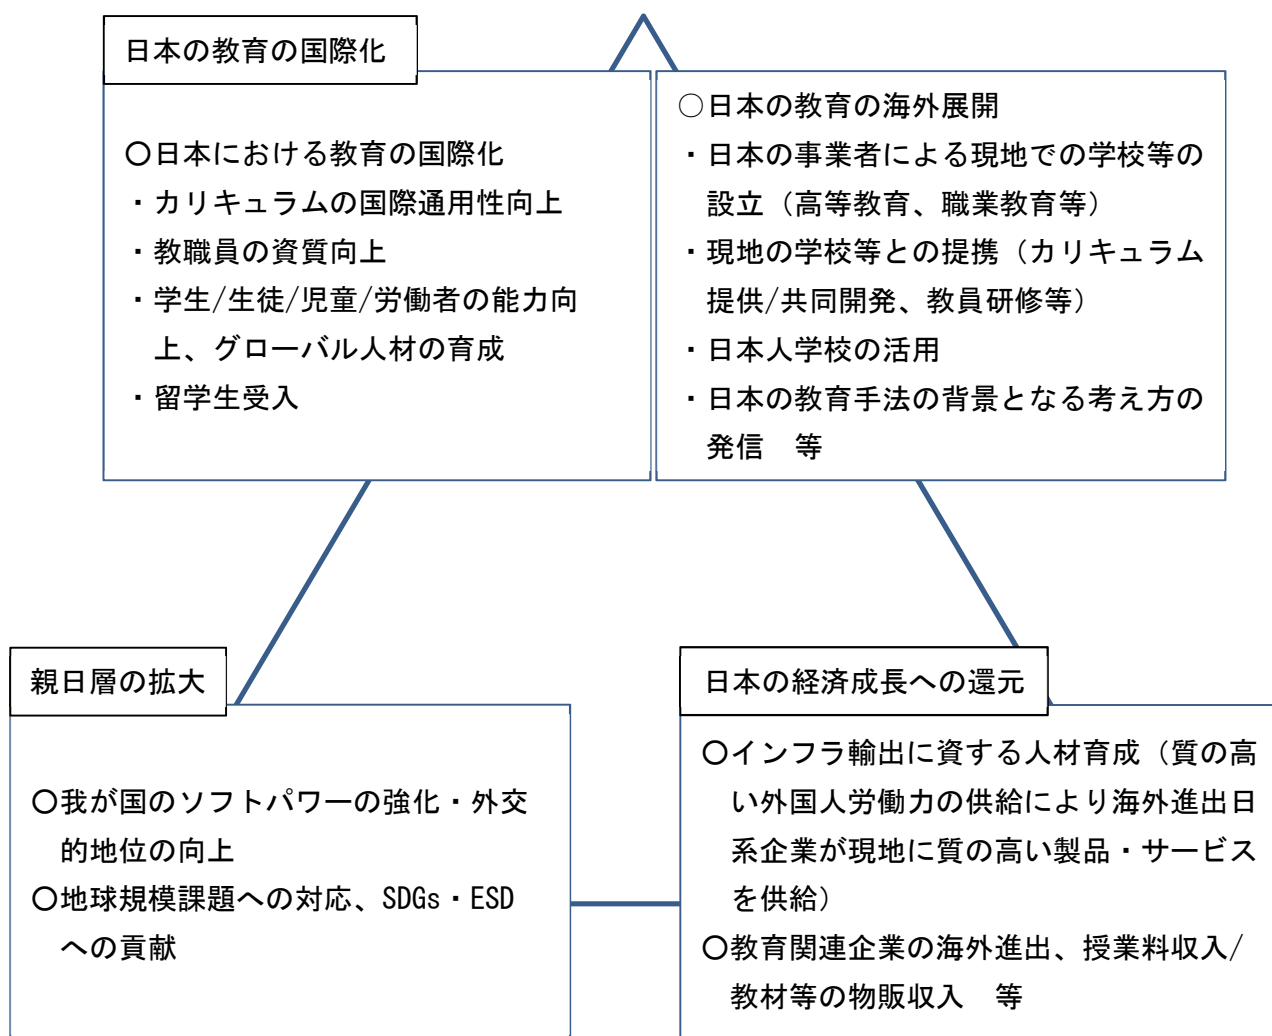 日本の教育の国際化
〇日本における教育の国際化
・カリキュラムの国際通用性向上
・教職員の資質向上
・学生/生徒/児童/労働者の能力向
上、グローバル人材の育成
・留学生受入
○日本の教育の海外展開
・日本の事業者による現地での学校等の
設立（高等教育、職業教育等）
・現地の学校等との提携（カリキュラム
提供/共同開発、教員研修等）
・日本人学校の活用
・日本の教育手法の背景となる考え方の
発信　等
親日層の拡大
〇我が国のソフトパワーの強化・外交
的地位の向上
〇地球規模課題への対応、SDGs・ESD
への貢献
日本の経済成長への還元
〇インフラ輸出に資する人材育成（質の高
い外国人労働力の供給により海外進出日
系企業が現地に質の高い製品・サービス
を供給）
〇教育関連企業の海外進出、授業料収入/
教材等の物販収入　等